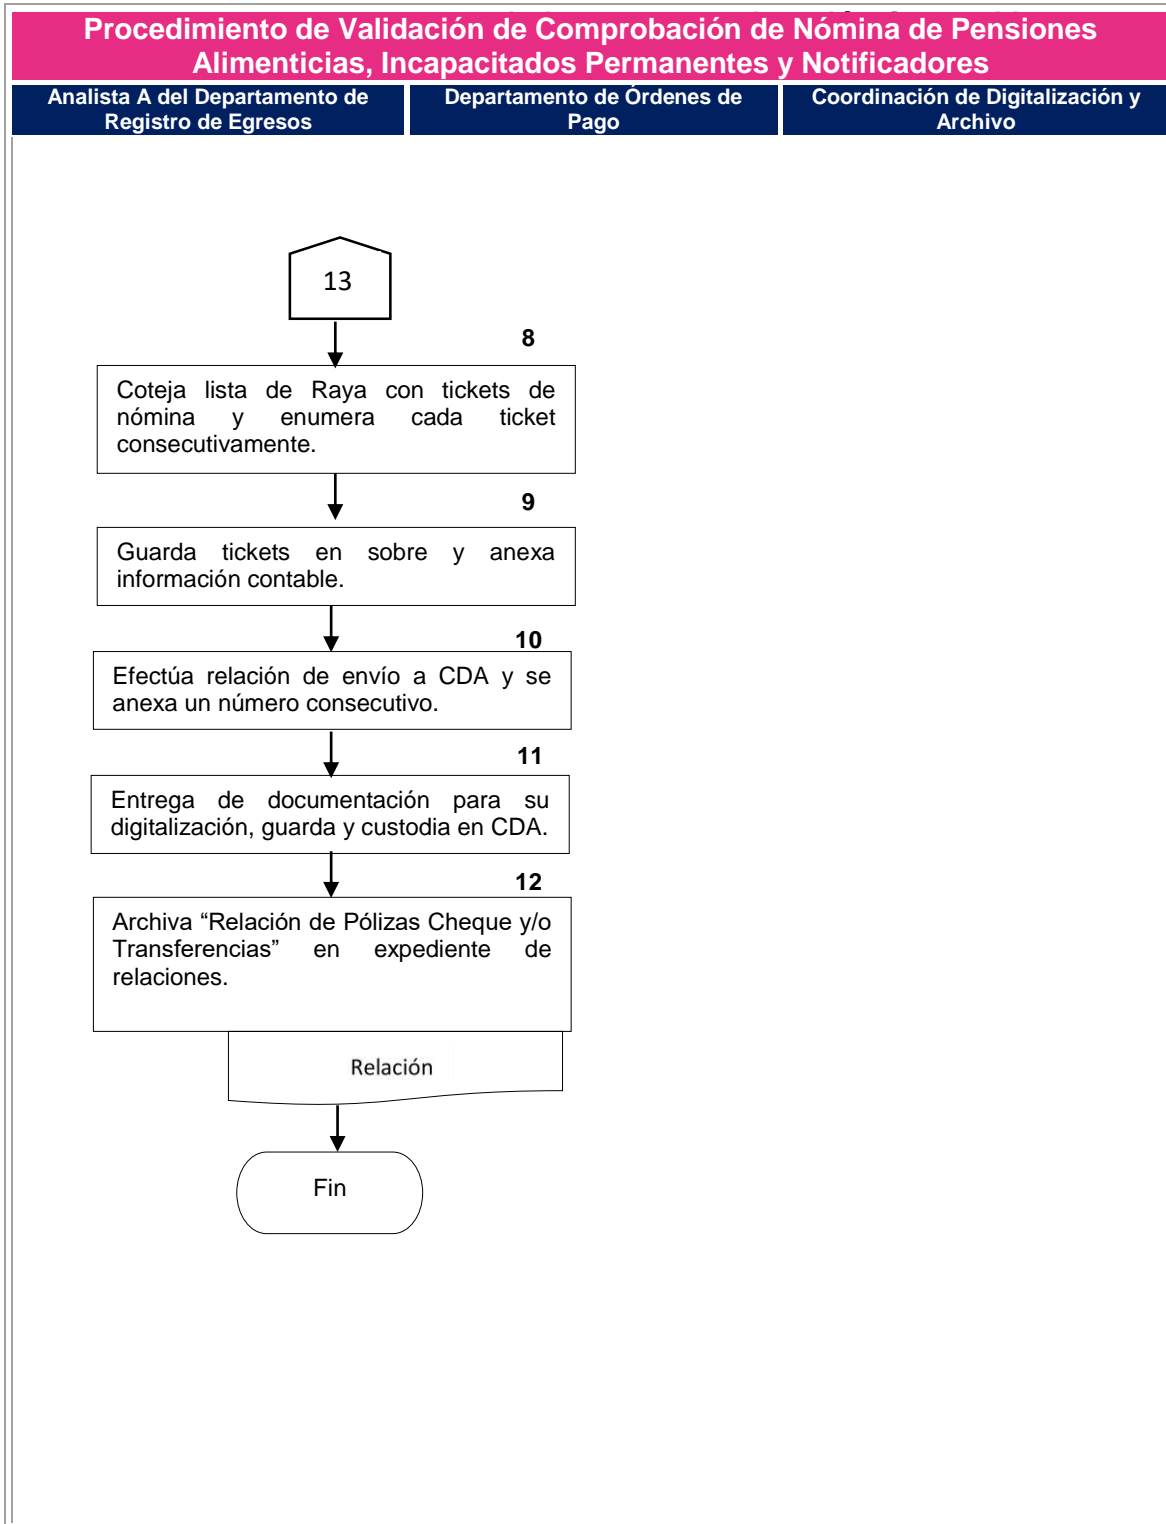 Procedimiento de Validación de Comprobación de Nómina de Pensiones
Alimenticias, Incapacitados Permanentes y Notificadores
Analista A del Departamento de
Registro de Egresos
Departamento de Órdenes de
Pago
Coordinación de Digitalización y
Archivo
13
8
Coteja lista de Raya con tickets de
nómina y enumera cada ticket
consecutivamente.
9
Guarda tickets en sobre y anexa
información contable.
10
Efectúa relación de envío a CDA y se
anexa un número consecutivo.
11
Entrega de documentación para su
digitalización, guarda y custodia en CDA.
12
Archiva “Relación de Pólizas Cheque y/o
Transferencias” en expediente de
relaciones.
Relación
Fin